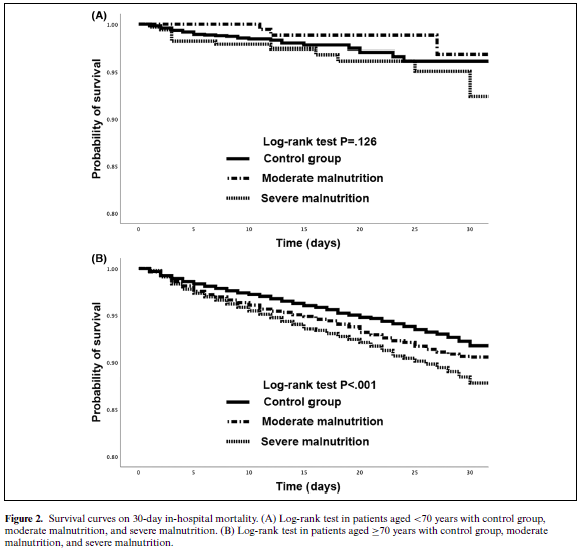 (A)
1.00
0.95
0.90
0.85
0.80
Probability of survival
Log-rank test P=.126
Control group
Moderate malnutrition
Severe malnutrition
0 5 10 15 20 25 30
Time (days)
(B)
1.00
0.95
0.90
0.85
0.80
Probability of survival
Log-rank test P<.001
Control group
Moderate malnutrition
Severe malnutrition
0 5 10 15 20 25 30
Time (days)
Figure 2. Survival curves on 30-day in-hospital mortality. (A) Log-rank test in patients aged <70 years with control group,
moderate malnutrition, and severe malnutrition. (B) Log-rank test in patients aged ≥70 years with control group, moderate
malnutrition, and severe malnutrition.